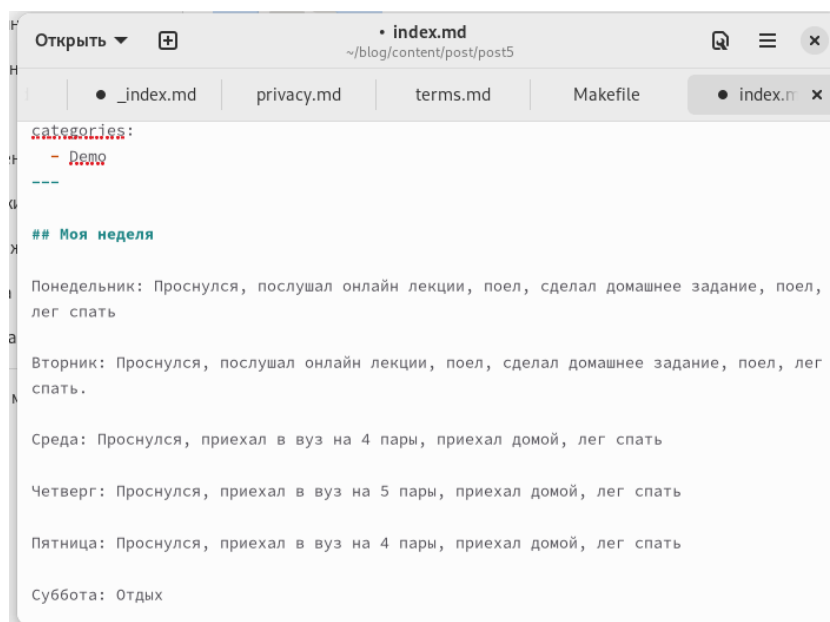 Открыть
• index.md
~/blog/content/post/post5
• _index.md
privacy.md
terms.md
Makefile
• index.m
categories:
- Demo
---
## Моя неделя
Понедельник: Проснулся, послушал онлайн лекции, поел, сделал домашнее задание, поел,
лег спать
Вторник: Проснулся, послушал онлайн лекции, поел, сделал домашнее задание, поел, лег
спать.
Среда: Проснулся, приехал в вуз на 4 пары, приехал домой, лег спать
Четверг: Проснулся, приехал в вуз на 5 пары, приехал домой, лег спать
Пятница: Проснулся, приехал в вуз на 4 пары, приехал домой, лег спать
Суббота: Отдых